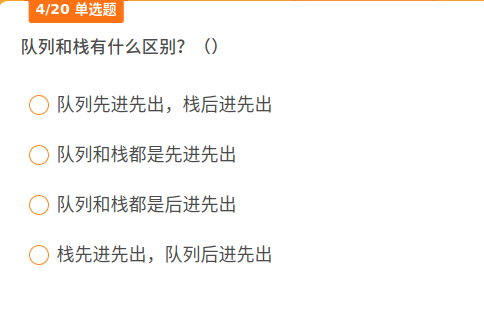 4/20 单选题
队列和栈有什么区别？（）
队列先进先出，栈后进先出
队列和栈都是先进先出
队列和栈都是后进先出
栈先进先出，队列后进先出